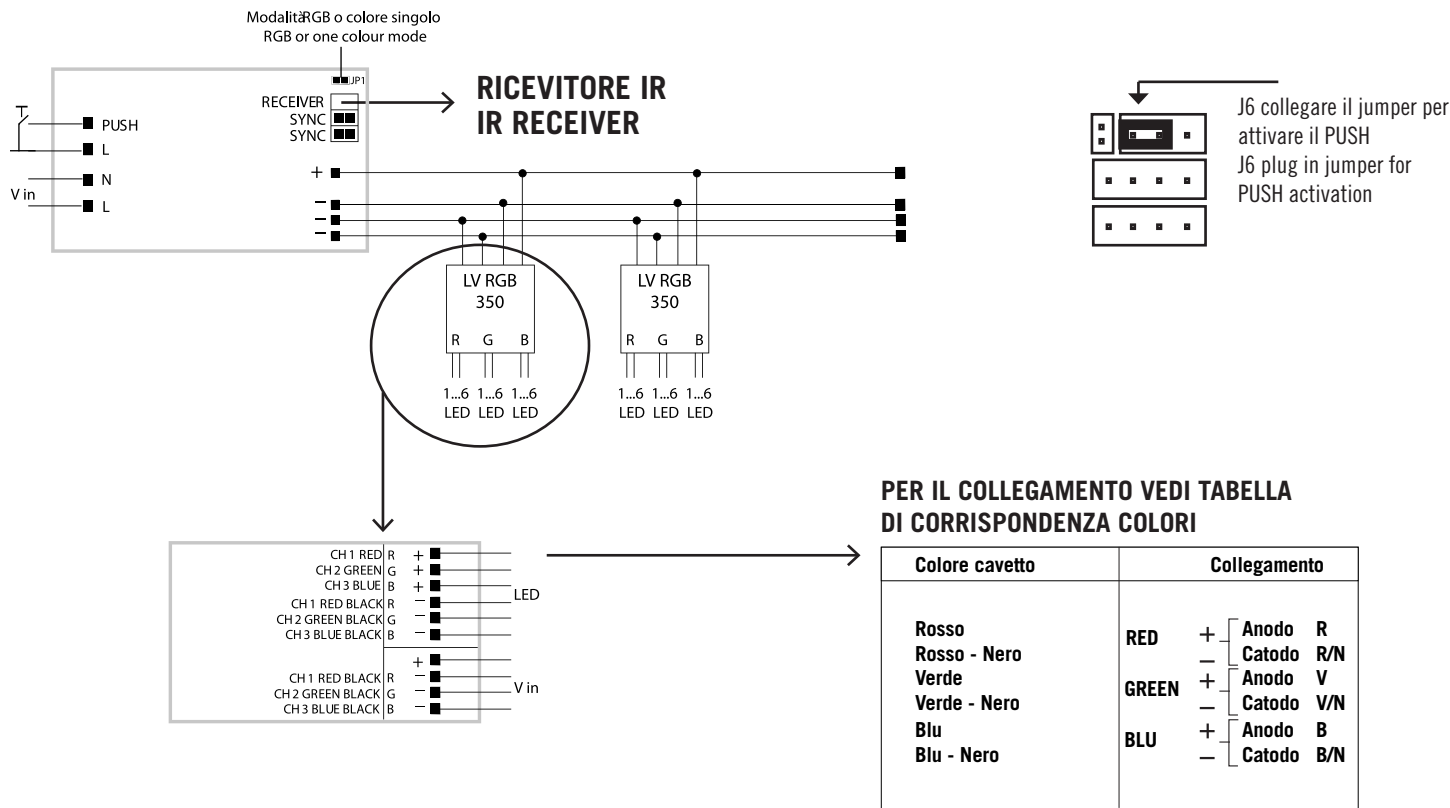 ModalitàRGB o colore singolo
RGB or one colour mode
JP1
RECEIVER
SYNC
SYNC
RICEVITORE IR
IR RECEIVER
PUSH
L
N
L
V in
+
−
−
−
LV RGB
350
R G B
1...6 1...6 1...6
LED LED LED
LV RGB
350
R G B
1...6 1...6 1...6
LED LED LED
J6 collegare il jumper per
attivare il PUSH
J6 plug in jumper for
PUSH activation
CH 1 RED R +
CH 2 GREEN G +
CH 3 BLUE B +
CH 1 RED BLACK R −
CH 2 GREEN BLACK G −
CH 3 BLUE BLACK B −
LED
+
CH 1 RED BLACK R −
CH 2 GREEN BLACK G −
CH 3 BLUE BLACK B −
V in
PER IL COLLEGAMENTO VEDI TABELLA
DI CORRISPONDENZA COLORI
Colore cavetto Collegamento
Rosso RED + Anodo R
Rosso - Nero − Catodo R/N
Verde GREEN + Anodo V
Verde - Nero − Catodo V/N
Blu BLU + Anodo B
Blu - Nero − Catodo B/N